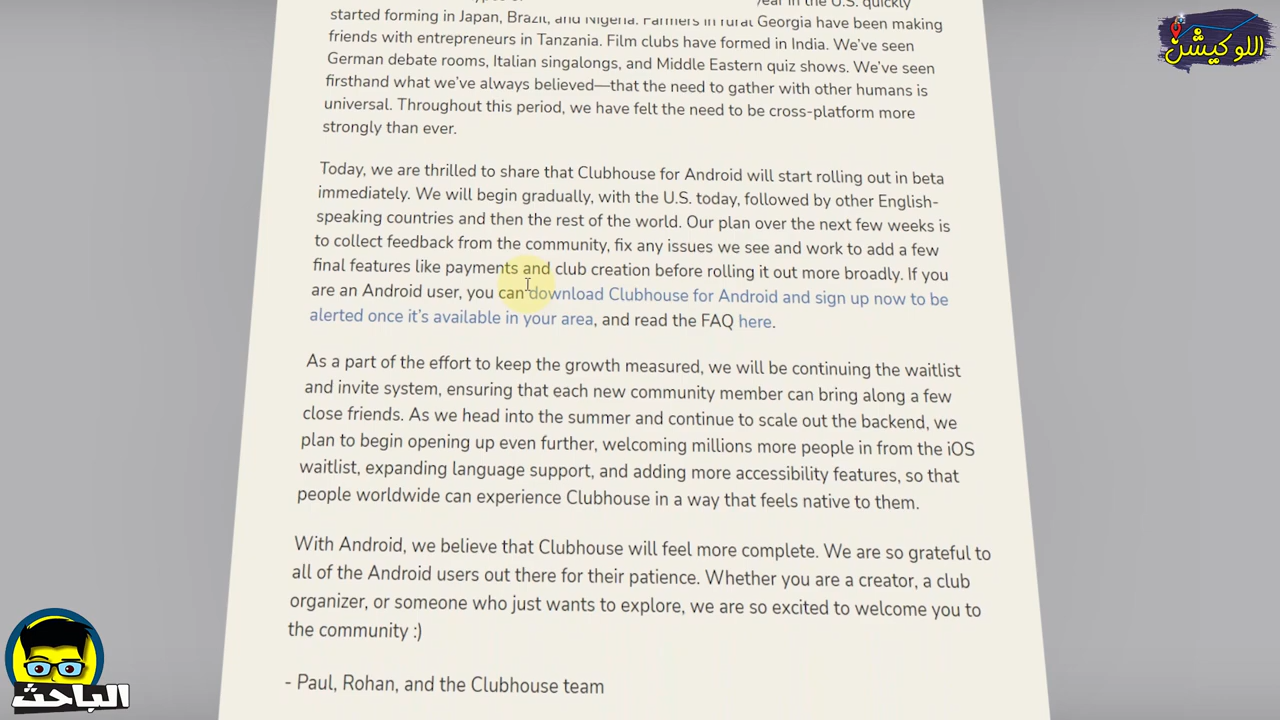 year in the U.S. quickly
started forming in Japan, Brazil, and Nigeria. Farmers in rural Georgia have been making
friends with entrepreneurs in Tanzania. Film clubs have formed in India. We've seen
German debate rooms, Italian singalongs, and Middle Eastern quiz shows. We've seen
firsthand what we've always believed—that the need to gather with other humans is
universal. Throughout this period, we have felt the need to be cross-platform more
strongly than ever.
Today, we are thrilled to share that Clubhouse for Android will start rolling out in beta
immediately. We will begin gradually, with the U.S. today, followed by other English-
speaking countries and then the rest of the world. Our plan over the next few weeks is
to collect feedback from the community, fix any issues we see and work to add a few
final features like payments and club creation before rolling it out more broadly. If you
are an Android user, you can download Clubhouse for Android and sign up now to be
alerted once it's available in your area, and read the FAQ here.
As a part of the effort to keep the growth measured, we will be continuing the waitlist
and invite system, ensuring that each new community member can bring along a few
close friends. As we head into the summer and continue to scale out the backend, we
plan to begin opening up even further, welcoming millions more people in from the iOS
waitlist, expanding language support, and adding more accessibility features, so that
people worldwide can experience Clubhouse in a way that feels native to them.
With Android, we believe that Clubhouse will feel more complete. We are so grateful to
all of the Android users out there for their patience. Whether you are a creator, a club
organizer, or someone who just wants to explore, we are so excited to welcome you to
the community :)
- Paul, Rohan, and the Clubhouse team
اللوكيشن
الباحث